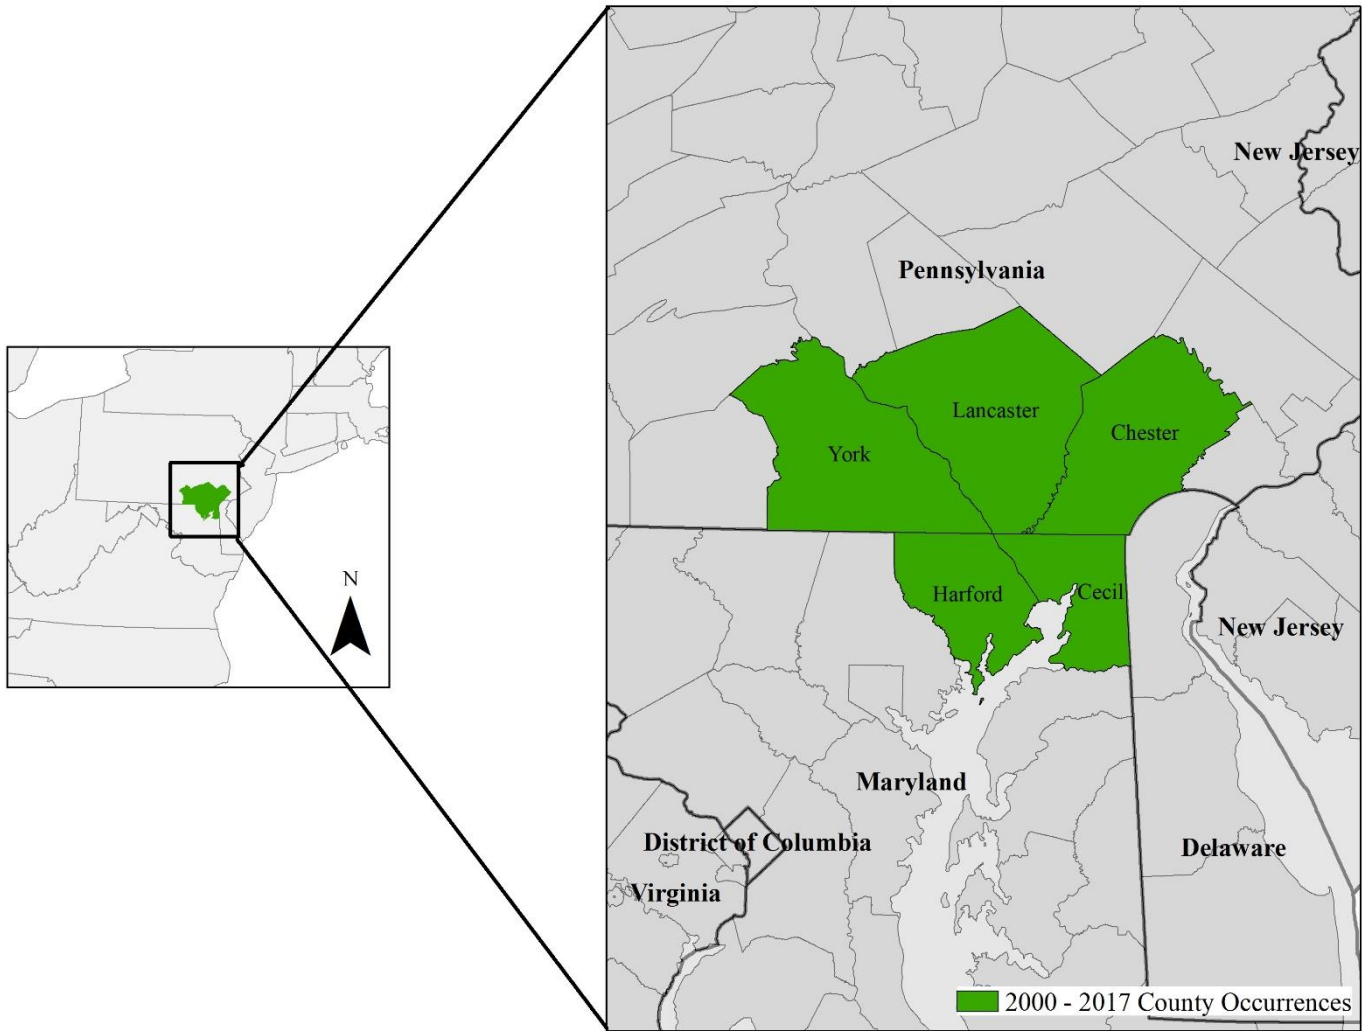 New Jersey
Pennsylvania
Lancaster
Chester
York
N
Harford
Cecil
New Jersey
Maryland
District of Columbia
Delaware
Virginia
2000 - 2017 County Occurrences